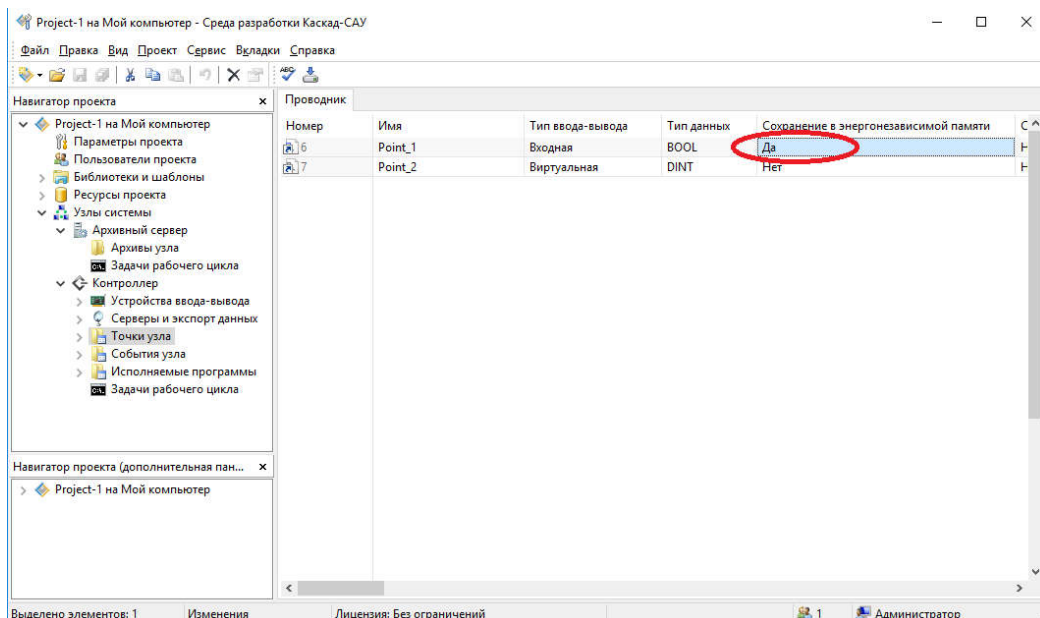 Project-1 на Мой компьютер - Среда разработки Каскад-САУ
Файл Правка Вид Проект Сервис Вкладки Справка
ABC
Навигатор проекта x
Project-1 на Мой компьютер
Параметры проекта
Пользователи проекта
Библиотеки и шаблоны
Ресурсы проекта
Узлы системы
Архивный сервер
Архивы узла
Задачи рабочего цикла
Контроллер
Устройства ввода-вывода
Серверы и экспорт данных
Точки узла
События узла
Исполняемые программы
Задачи рабочего цикла
Навигатор проекта (дополнительная пан... x
Project-1 на Мой компьютер
Проводник
Номер Имя Тип ввода-вывода Тип данных Сохранение в энергонезависимой памяти С
6 Point_1 Входная BOOL Да Н
7 Point_2 Виртуальная DINT Нет Н
Выделено элементов: 1 Изменения Лицензия: Без ограничений 1 Администратор